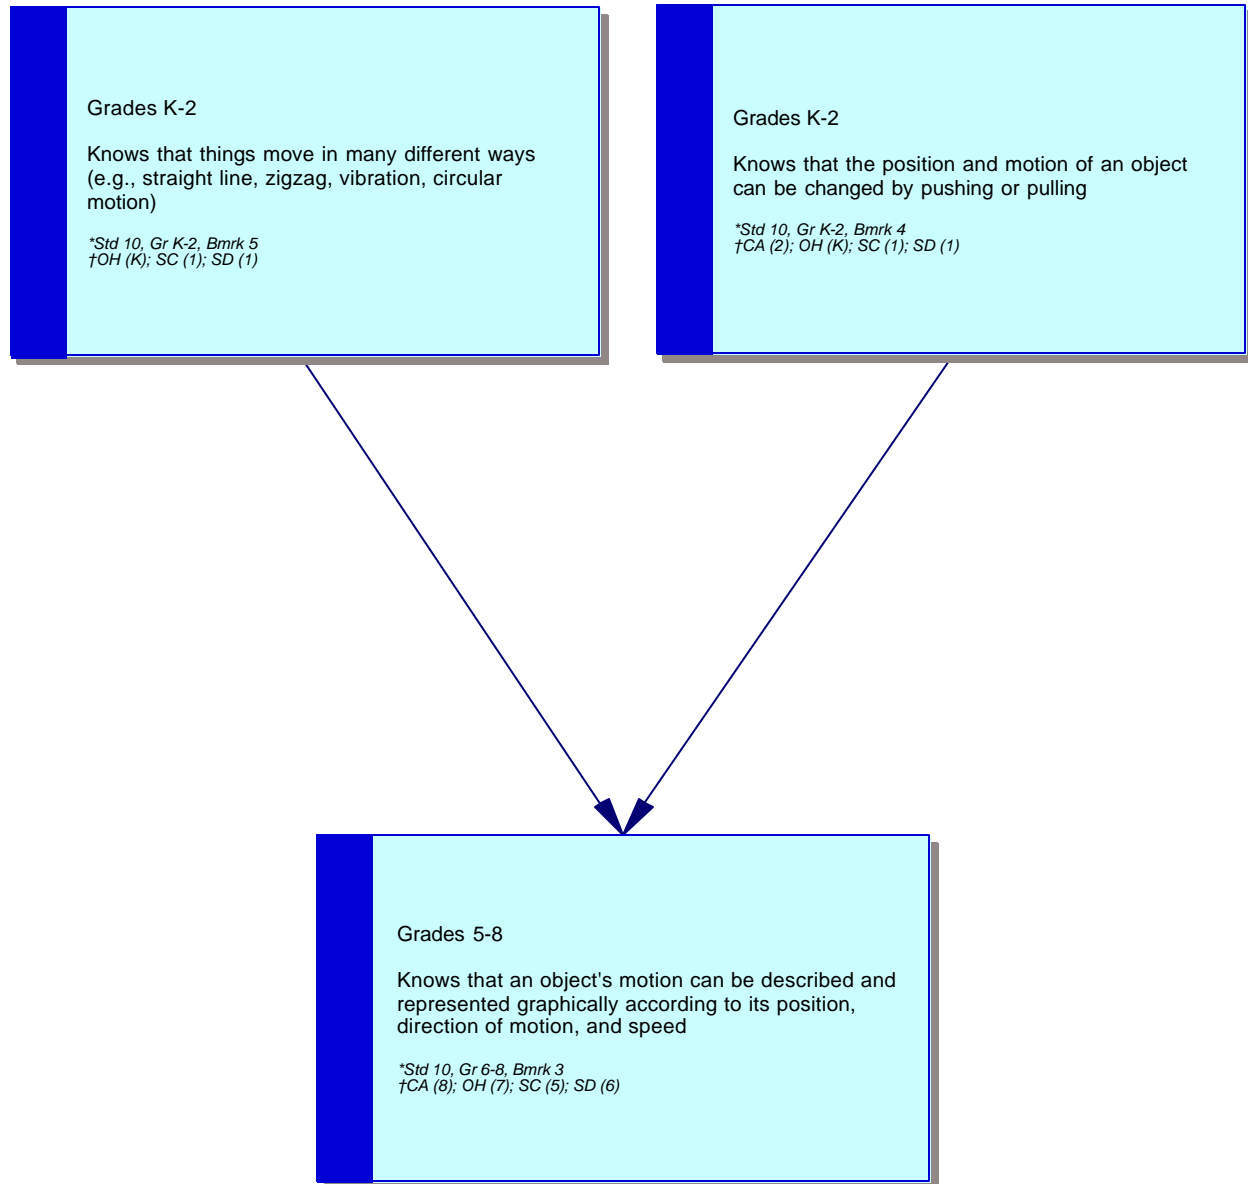 Grades K-2
Knows that things move in many different ways
(e.g., straight line, zigzag, vibration, circular
motion)
*Std 10, Gr K-2, Bmrk 5
†OH (K); SC (1); SD (1)
Grades K-2
Knows that the position and motion of an object
can be changed by pushing or pulling
*Std 10, Gr K-2, Bmrk 4
†CA (2); OH (K); SC (1); SD (1)
Grades 5-8
Knows that an object's motion can be described and
represented graphically according to its position,
direction of motion, and speed
*Std 10, Gr 6-8, Bmrk 3
†CA (8); OH (7); SC (5); SD (6)